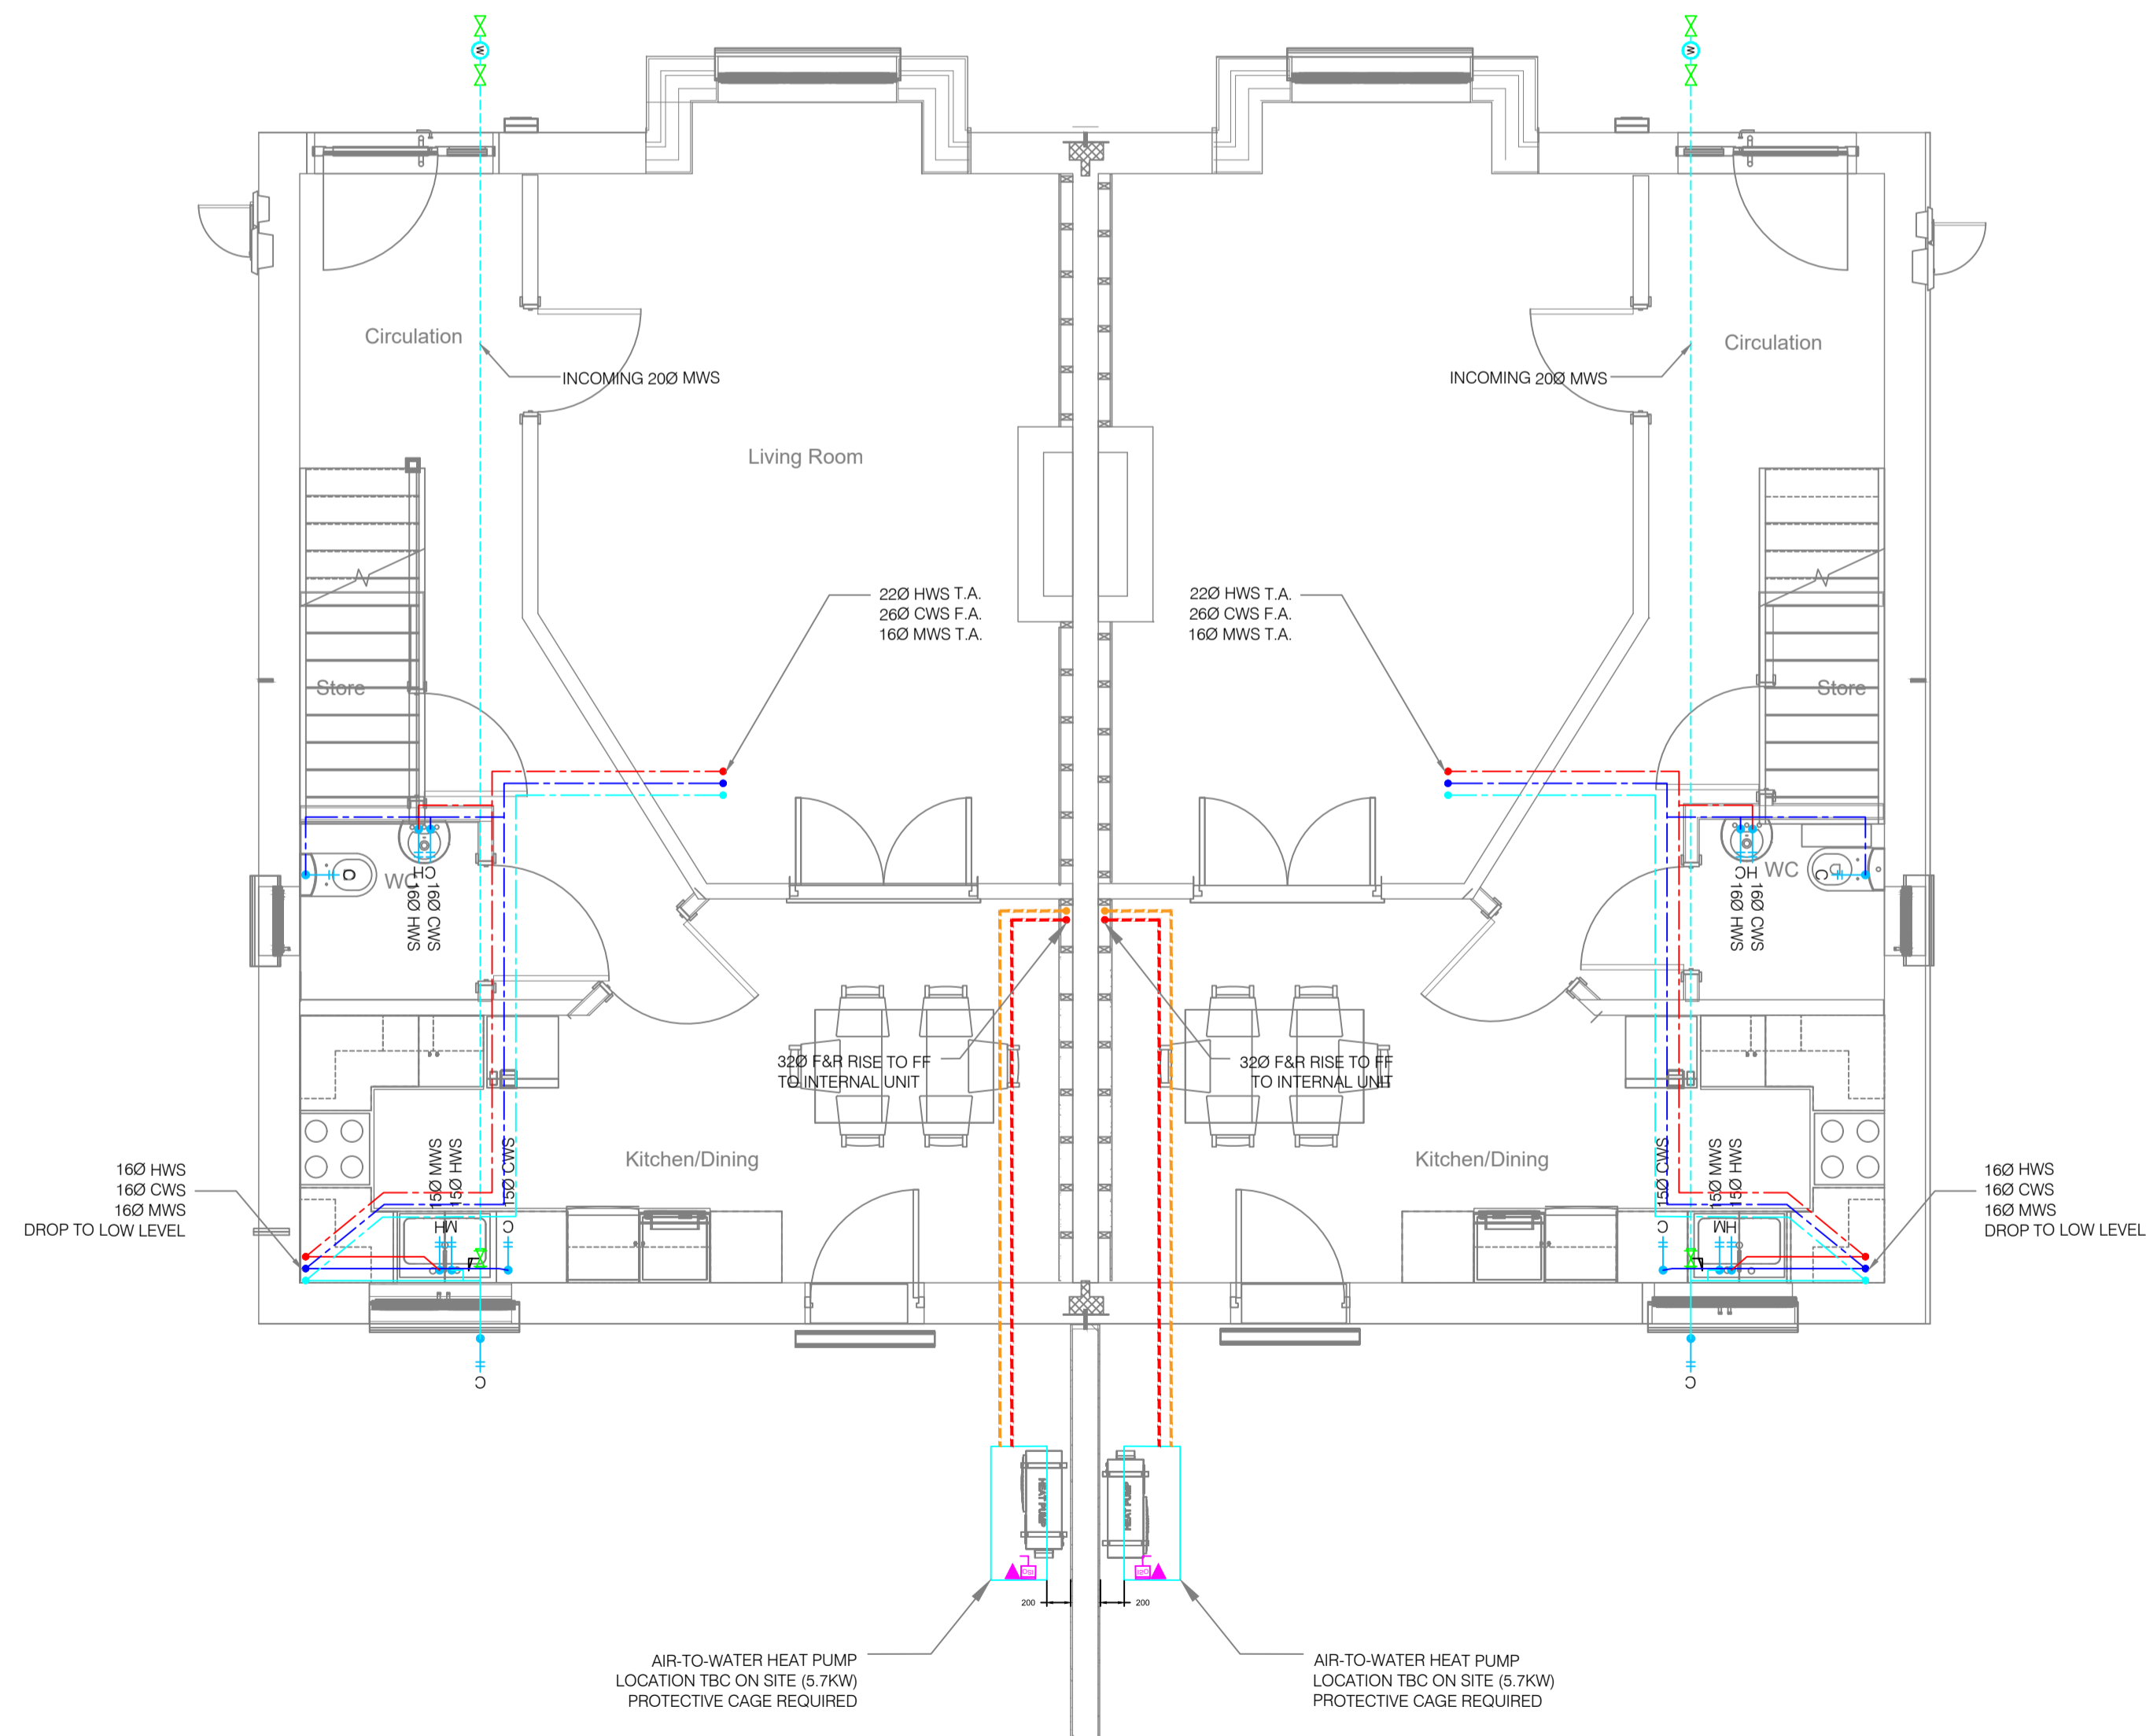 W
W
Circulation
Circulation
INCOMING 20Ø MWS
INCOMING 20Ø MWS
Living Room
22Ø HWS T.A.
26Ø CWS F.A.
16Ø MWS T.A.
22Ø HWS T.A.
26Ø CWS F.A.
16Ø MWS T.A.
Store
Store
WC
C
H
C
16Ø HWS
16Ø CWS
WC
C
H
C
16Ø HWS
16Ø CWS
32Ø F&R RISE TO FF
TO INTERNAL UNIT
32Ø F&R RISE TO FF
TO INTERNAL UNIT
Kitchen/Dining
Kitchen/Dining
16Ø HWS
16Ø CWS
16Ø MWS
DROP TO LOW LEVEL
15Ø MWS
15Ø HWS
15Ø CWS
H
M
C
15Ø CWS
15Ø MWS
15Ø HWS
C
M
H
16Ø HWS
16Ø CWS
16Ø MWS
DROP TO LOW LEVEL
C
C
HEAT PUMP
HEAT PUMP
ISO
ISO
200
200
AIR-TO-WATER HEAT PUMP
LOCATION TBC ON SITE (5.7KW)
PROTECTIVE CAGE REQUIRED
AIR-TO-WATER HEAT PUMP
LOCATION TBC ON SITE (5.7KW)
PROTECTIVE CAGE REQUIRED